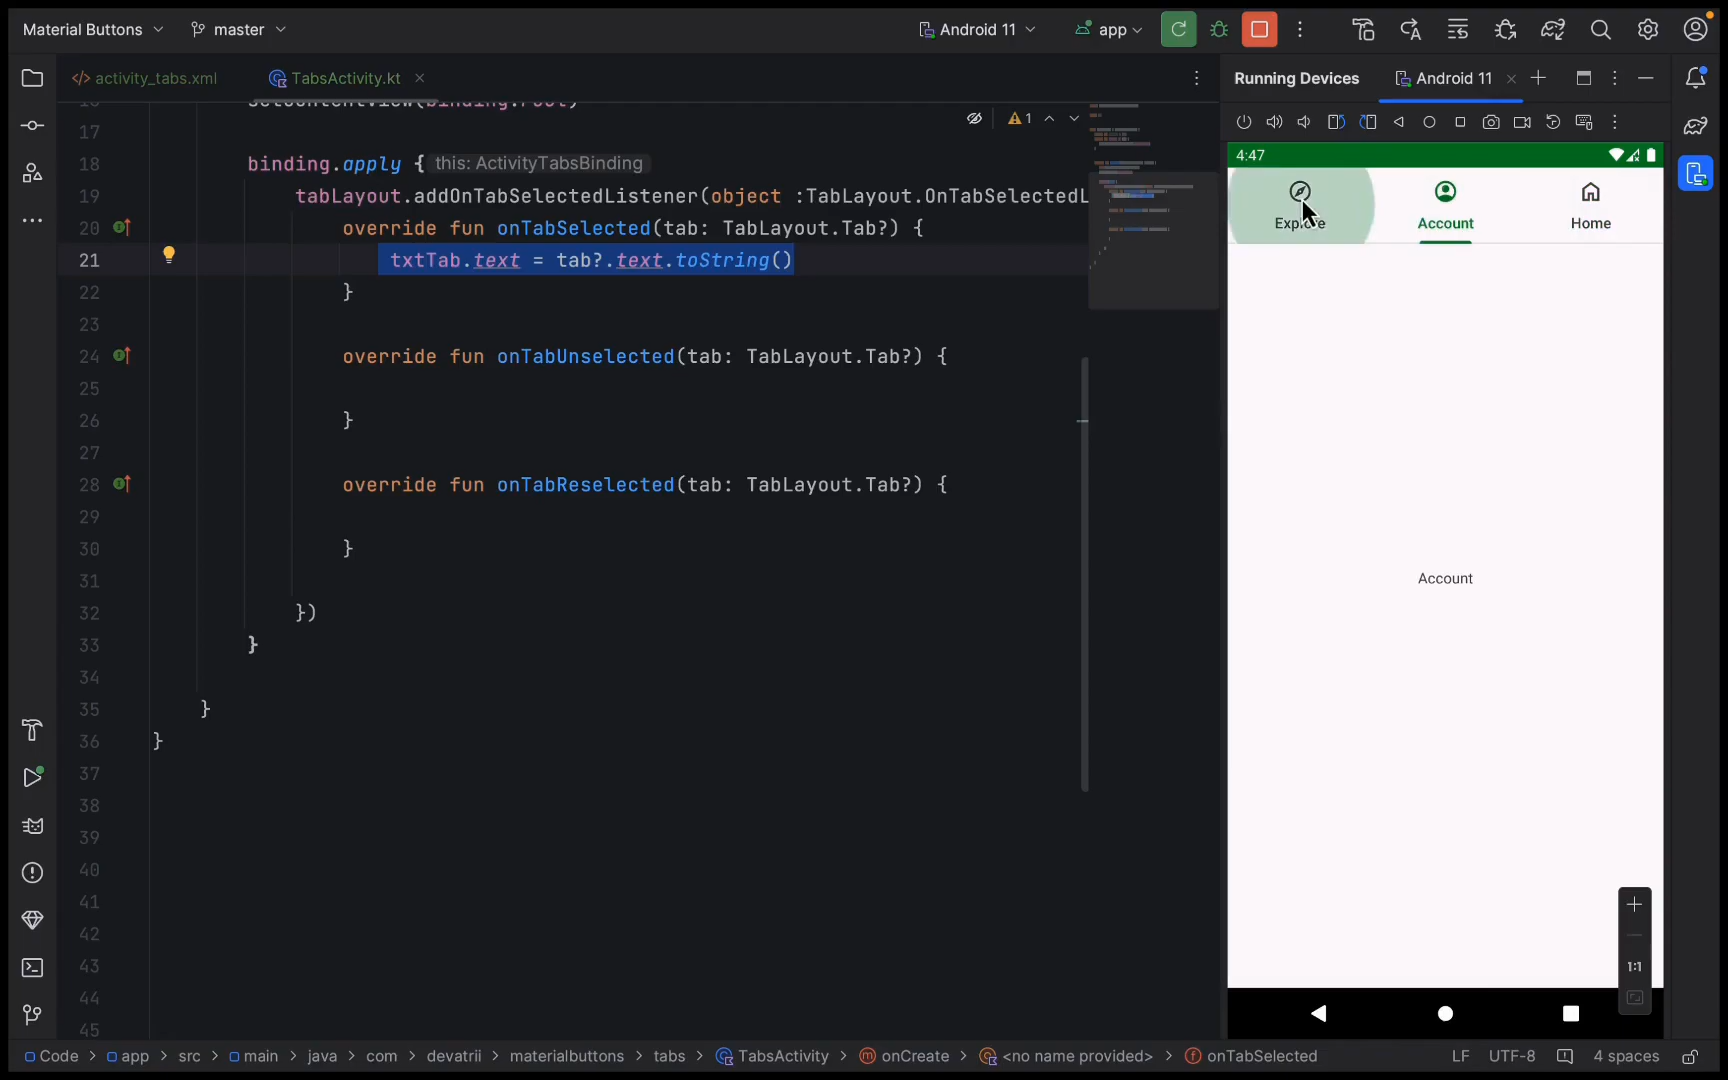 Material Buttons master Android 11 app
activity_tabs.xml TabsActivity.kt
17
18 binding.apply { this: ActivityTabsBinding
19 tabLayout.addOnTabSelectedListener(object :TabLayout.OnTabSelectedL
20 override fun onTabSelected(tab: TabLayout.Tab?) {
21 txtTab.text = tab?.text.toString()
22 }
23
24 override fun onTabUnselected(tab: TabLayout.Tab?) {
25
26 }
27
28 override fun onTabReselected(tab: TabLayout.Tab?) {
29
30 }
31
32 })
33 }
34
35 }
36 }
37
38
39
40
41
42
43
44
45
1
Running Devices Android 11
4:47
Explore Account Home
Account
1:1
Code app src main java com devatrii materialbuttons tabs TabsActivity onCreate <no name provided> onTabSelected LF UTF-8 4 spaces